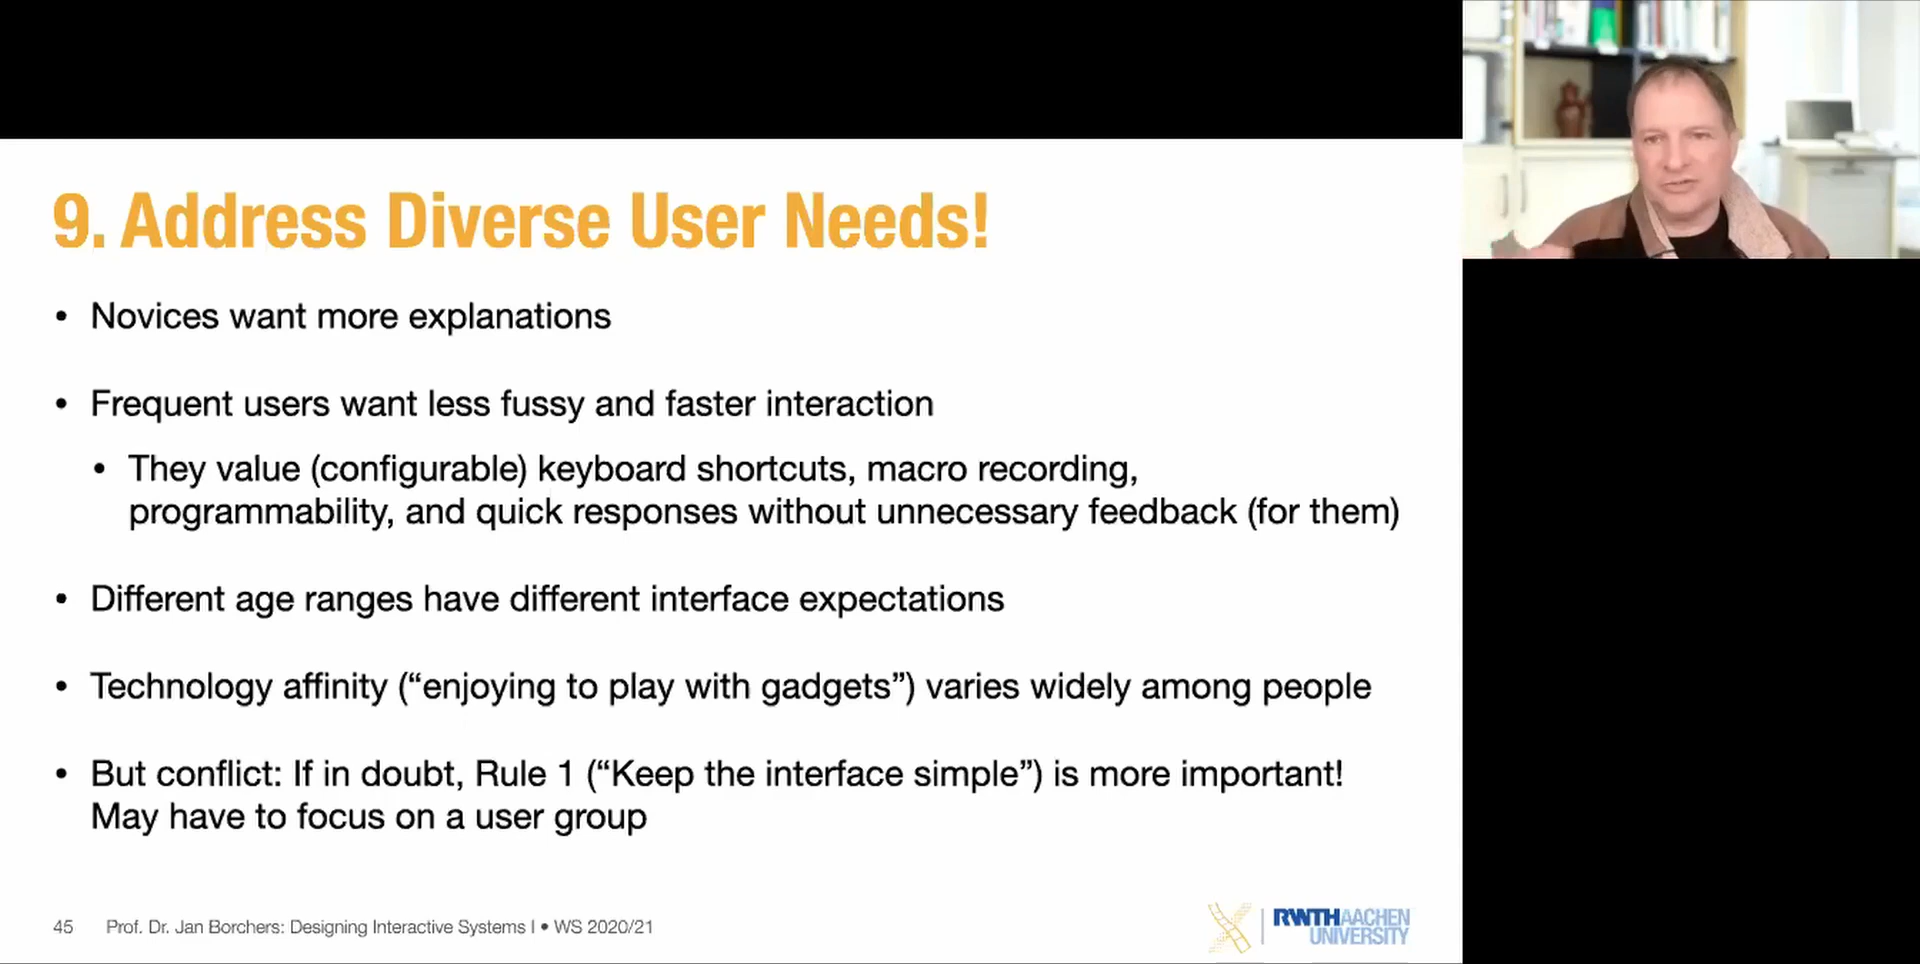 9. Address Diverse User Needs!
• Novices want more explanations
• Frequent users want less fussy and faster interaction
• They value (configurable) keyboard shortcuts, macro recording,
programmability, and quick responses without unnecessary feedback (for them)
• Different age ranges have different interface expectations
• Technology affinity (“enjoying to play with gadgets”) varies widely among people
• But conflict: If in doubt, Rule 1 (“Keep the interface simple”) is more important!
May have to focus on a user group
45 Prof. Dr. Jan Borchers: Designing Interactive Systems I • WS 2020/21
RWTHAACHEN
UNIVERSITY